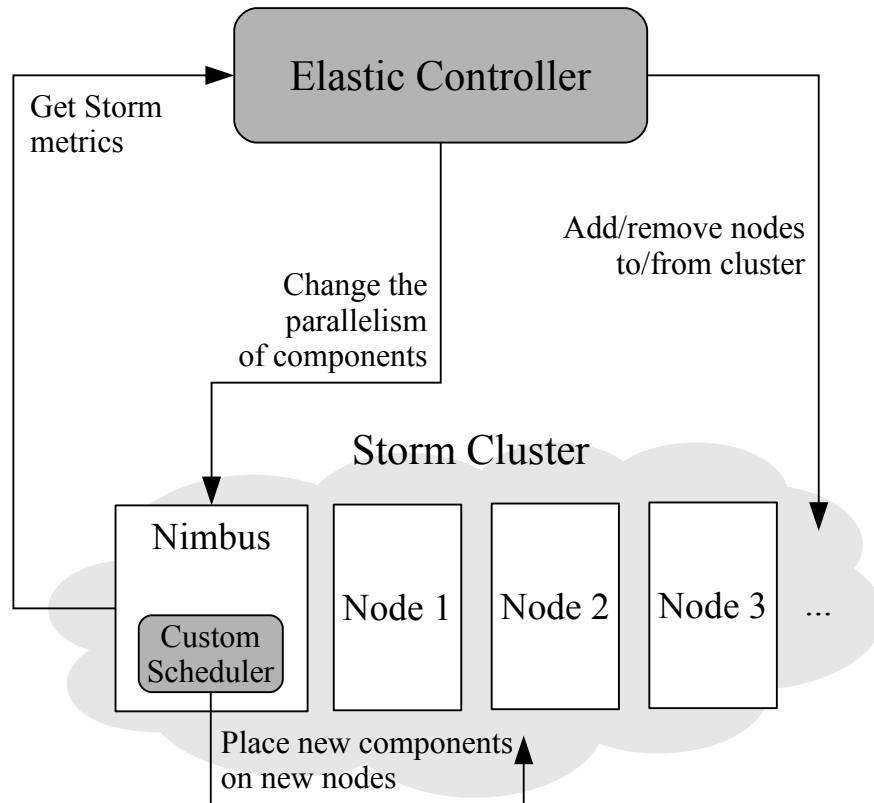 Elastic Controller
Get Storm
metrics
Add/remove nodes
to/from cluster
Change the
parallelism
of components
Storm Cluster
Nimbus
Node 1
Node 2
Node 3
...
Custom
Scheduler
Place new components
on new nodes